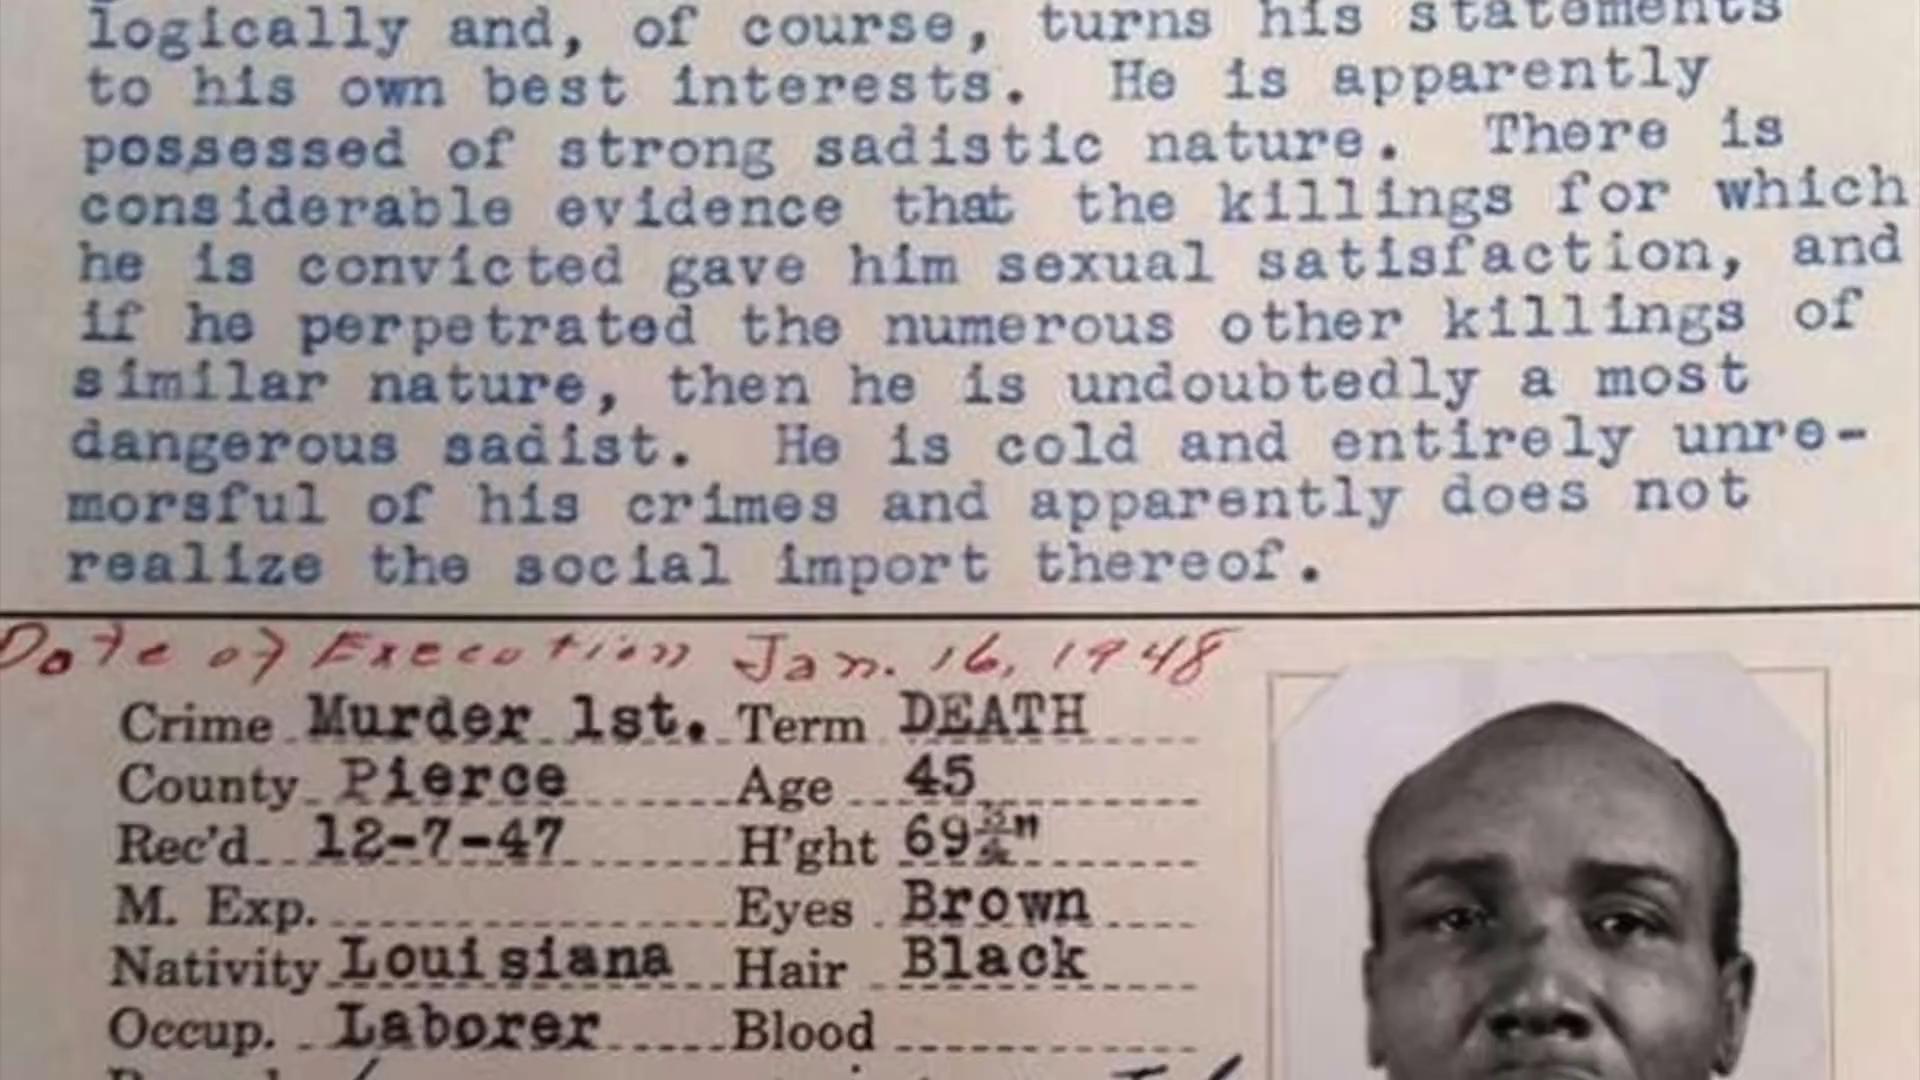 logically and, of course, turns his statements
to his own best interests. He is apparently
possessed of strong sadistic nature. There is
considerable evidence that the killings for which
he is convicted gave him sexual satisfaction, and
if he perpetrated the numerous other killings of
similar nature, then he is undoubtedly a most
dangerous sadist. He is cold and entirely unre-
morsful of his crimes and apparently does not
realize the social import thereof.
Date of Execution Jan. 16, 1948
Crime Murder 1st. Term DEATH
County Pierce Age 45
Rec'd 12-7-47 H'ght 69 "
M. Exp. Eyes Brown
Nativity Louisiana Hair Black
Occup. Laborer Blood